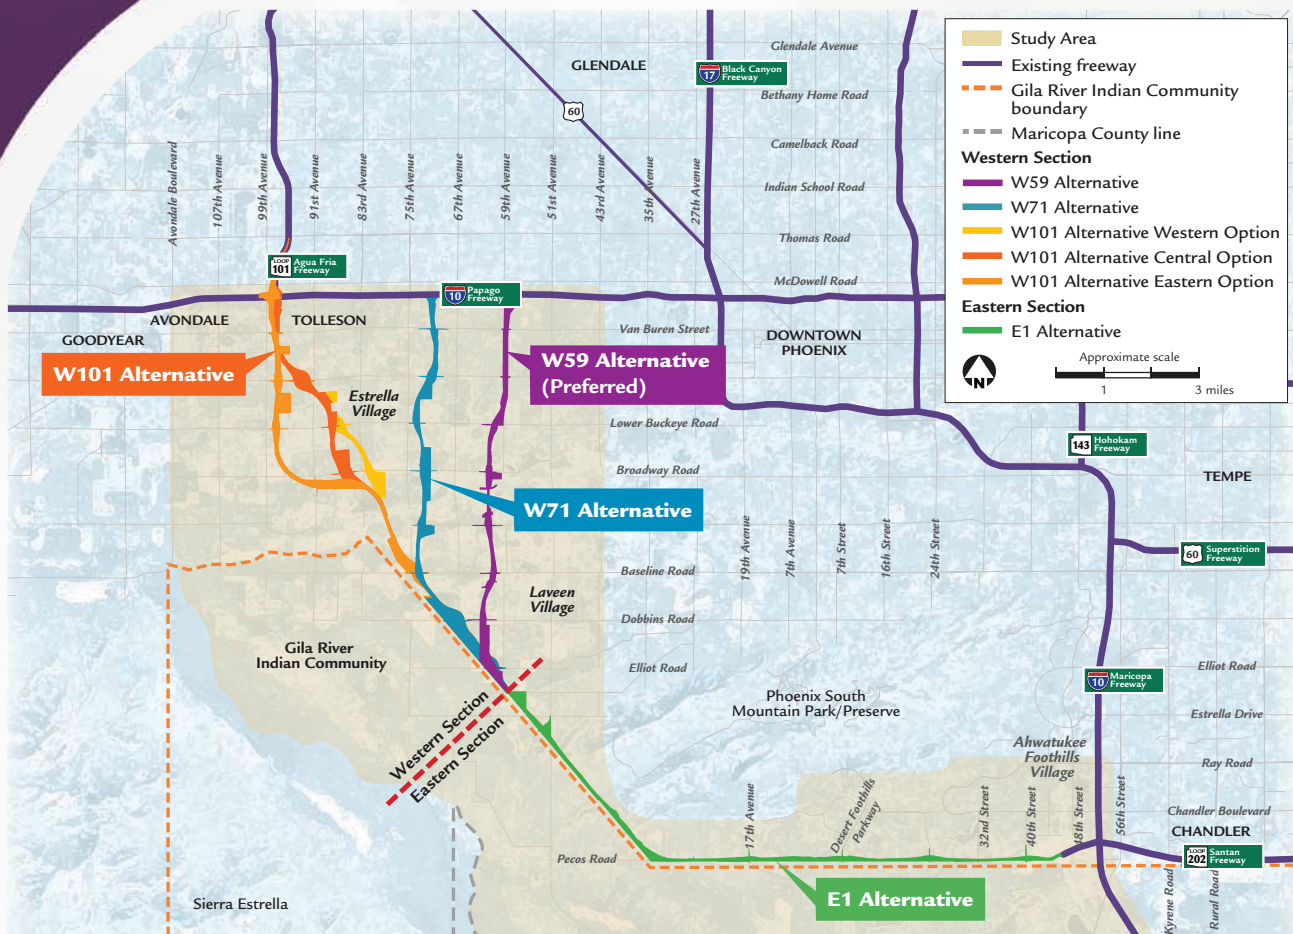 GLENDALE
60
17
Black Canyon
Freeway
Glendale Avenue
Bethany Home Road
Camelback Road
Indian School Road
Thomas Road
McDowell Road
Avondale Boulevard
107th Avenue
99th Avenue
91st Avenue
83rd Avenue
75th Avenue
67th Avenue
59th Avenue
51st Avenue
43rd Avenue
35th Avenue
27th Avenue
Study Area
Existing freeway
Gila River Indian Community
boundary
Maricopa County line
Western Section
W59 Alternative
W71 Alternative
W101 Alternative Western Option
W101 Alternative Central Option
W101 Alternative Eastern Option
Eastern Section
E1 Alternative
N
Approximate scale
1
3 miles
LOOP
101
Agua Fria
Freeway
10
Papago
Freeway
GOODYEAR
AVONDALE
TOLLESON
Van Buren Street
DOWNTOWN
PHOENIX
W101 Alternative
W59 Alternative
(Preferred)
Estrella
Village
Lower Buckeye Road
Broadway Road
W71 Alternative
143
Hohokam
Freeway
TEMPE
60
Superstition
Freeway
19th Avenue
7th Avenue
7th Street
16th Street
24th Street
Baseline Road
Laveen
Village
Dobbins Road
Elliot Road
Gila River
Indian Community
Western Section
Eastern Section
Phoenix South
Mountain Park/Preserve
10
Maricopa
Freeway
Elliot Road
Estrella Drive
Ray Road
Ahwatukee
Foothills
Village
17th Avenue
Desert Foothills
Parkway
32nd Street
40th Street
48th Street
56th Street
Chandler Boulevard
CHANDLER
LOOP
202
Santan
Freeway
Pecos Road
E1 Alternative
Kyrene Road
Rural Road
Sierra Estrella